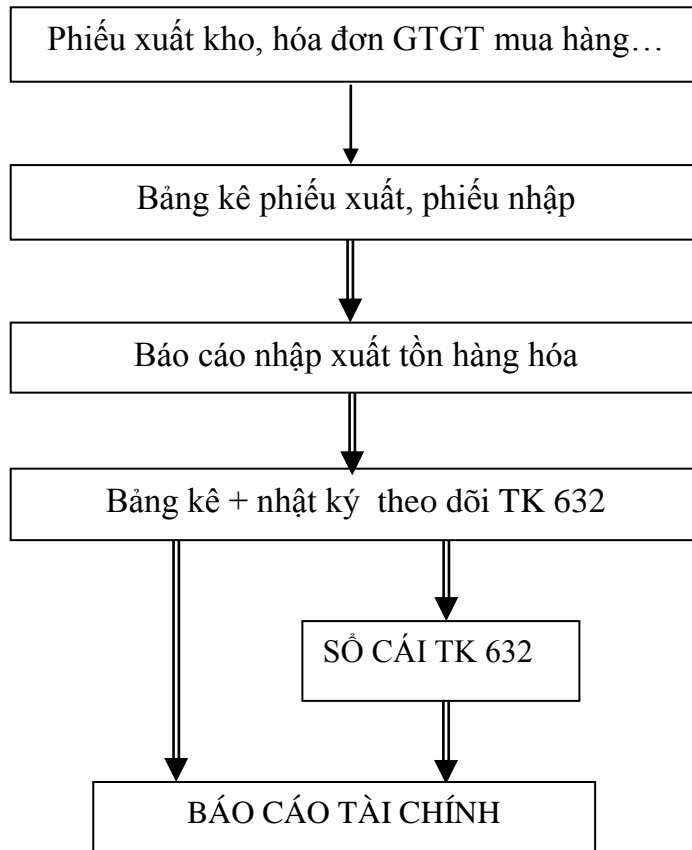 Phiếu xuất kho, hóa đơn GTGT mua hàng…
Bảng kê phiếu xuất, phiếu nhập
Báo cáo nhập xuất tồn hàng hóa
Bảng kê + nhật ký theo dõi TK 632
SỔ CÁI TK 632
BÁO CÁO TÀI CHÍNH